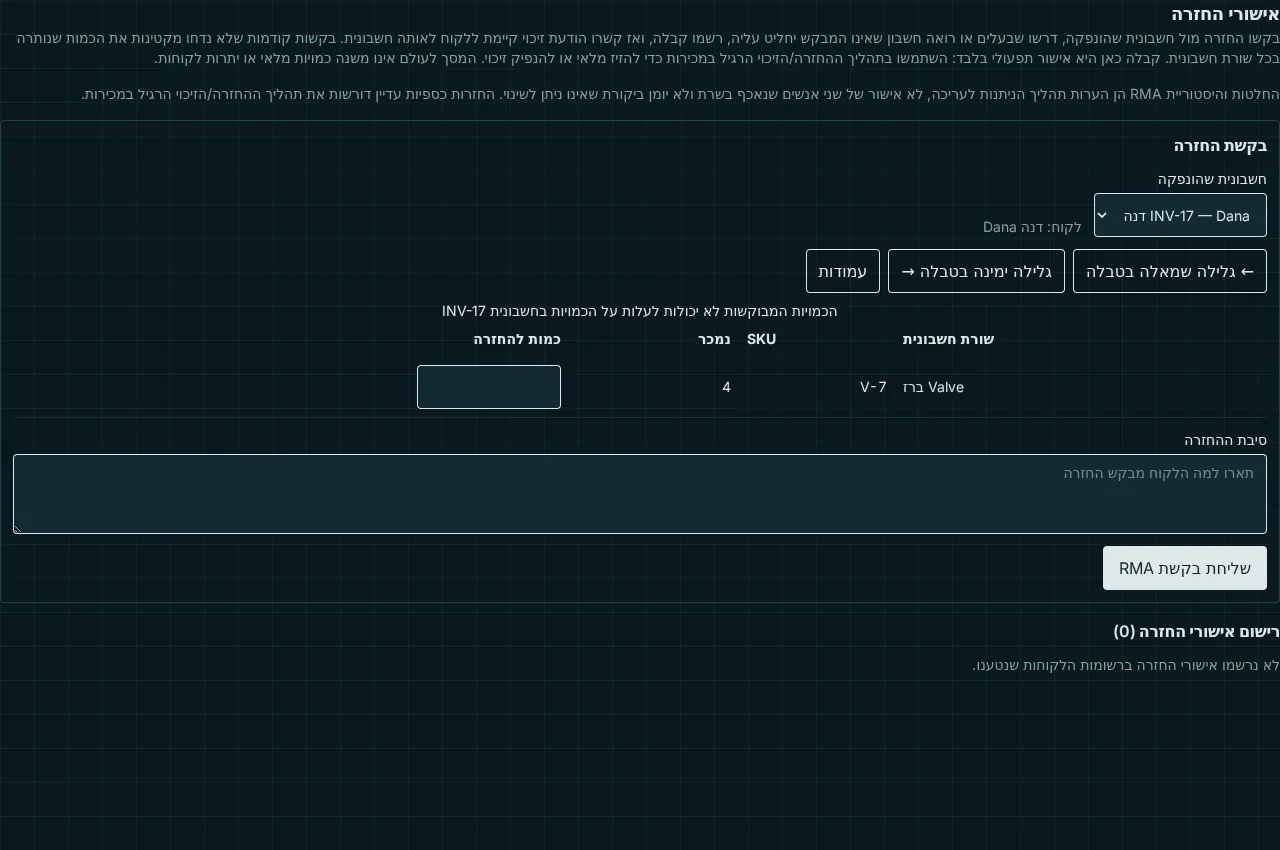 אישורי החזרה
בקשו החזרה מול חשבונית שהונפקה, דרשו שבעלים או רואה חשבון שאינו המבקש יחליט עליה, רשמו קבלה, ואז קשרו הודעת זיכוי קיימת ללקוח לאותה חשבונית. בקשות קודמות שלא נדחו מקטינות את הכמות שנותרה
בכל שורת חשבונית. קבלה כאן היא אישור תפעולי בלבד: השתמשו בתהליך ההחזרה/הזיכוי הרגיל במכירות כדי להזיז מלאי או להנפיק זיכוי. המסך לעולם אינו משנה כמויות מלאי או יתרות לקוחות.
החלטות והיסטוריית RMA הן הערות תהליך הניתנות לעריכה, לא אישור של שני אנשים שנאכף בשרת ולא יומן ביקורת שאינו ניתן לשינוי. החזרות כספיות עדיין דורשות את תהליך ההחזרה/הזיכוי הרגיל במכירות.
בקשת החזרה
חשבונית שהונפקה
INV-17 — Dana דנה
לקוח: דנה Dana
← גלילה שמאלה בטבלה
גלילה ימינה בטבלה →
עמודות
הכמויות המבוקשות לא יכולות לעלות על הכמויות בחשבונית INV-17
שורת חשבונית SKU נמכר כמות להחזרה
Valve ברז V-7 4
סיבת ההחזרה
תארו למה הלקוח מבקש החזרה
שליחת בקשת RMA
רישום אישורי החזרה (0)
לא נרשמו אישורי החזרה ברשומות הלקוחות שנטענו.